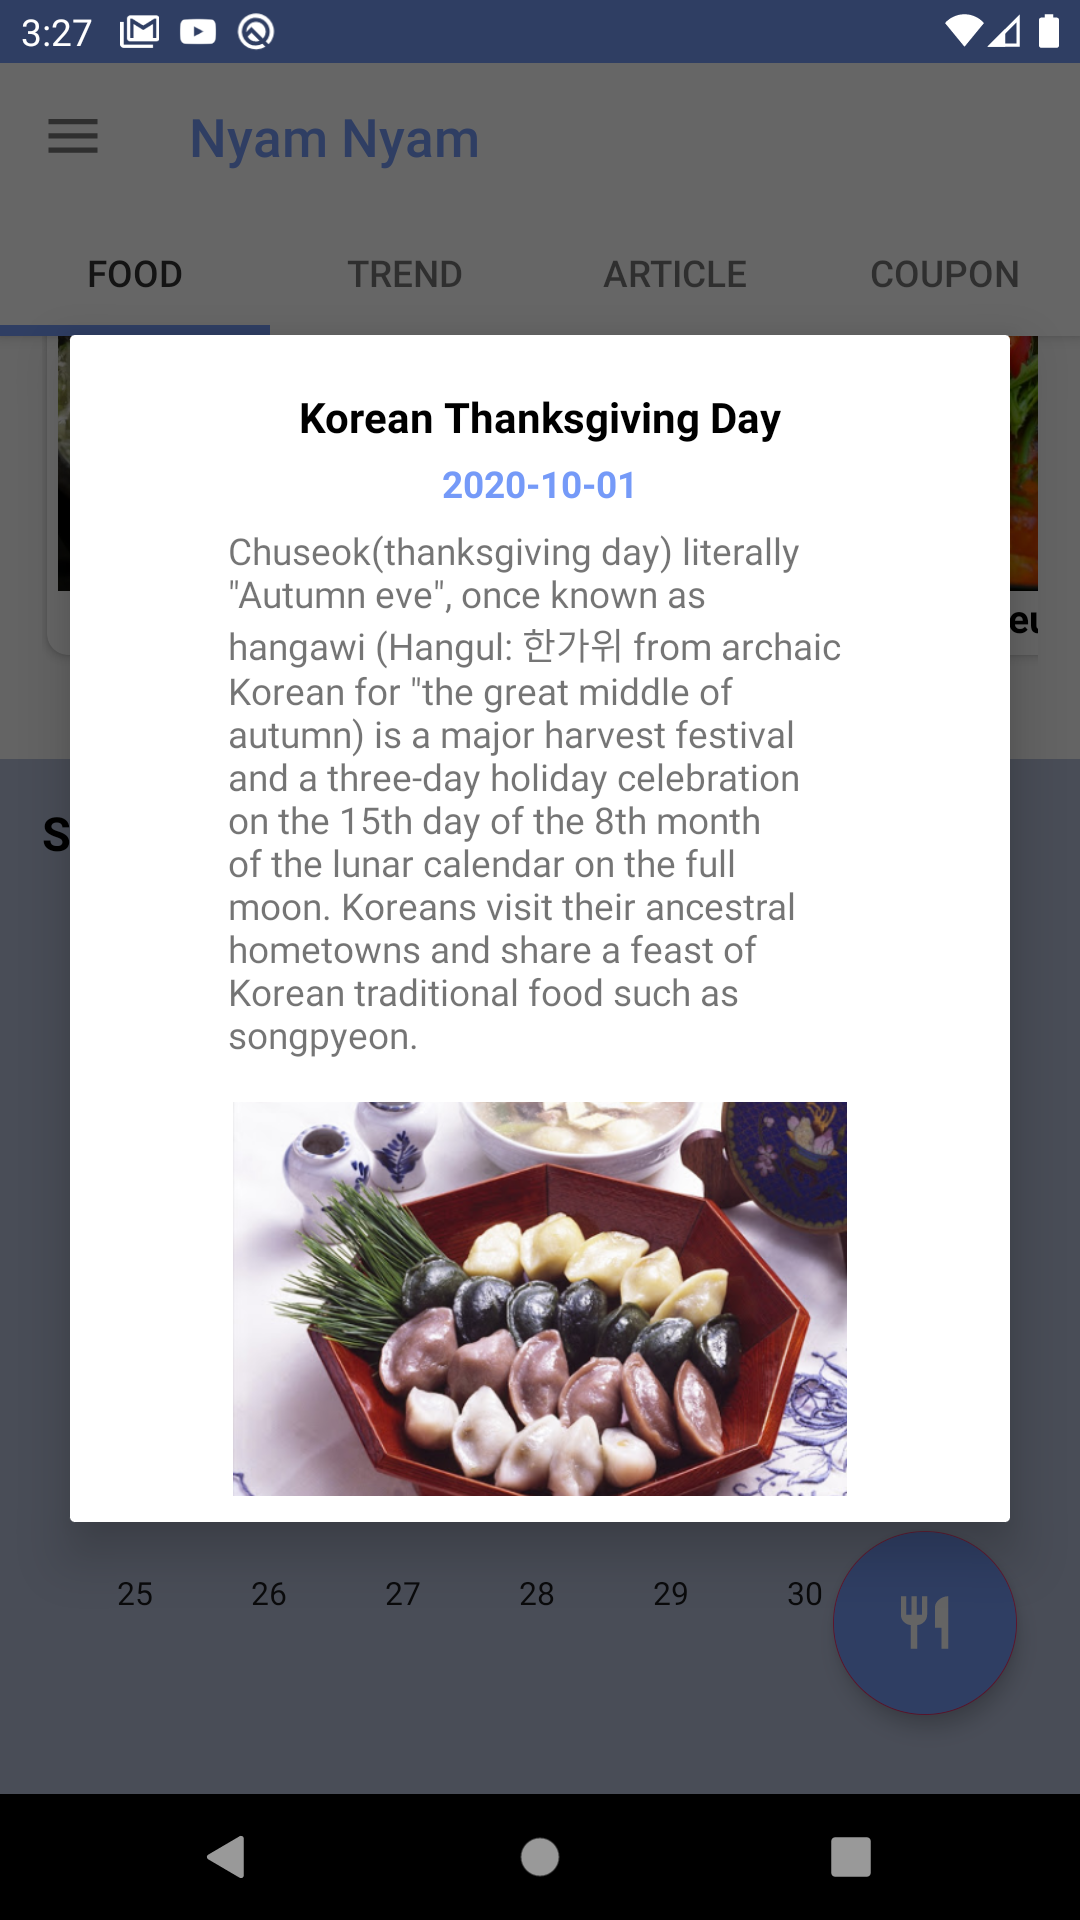 3:27
Nyam Nyam
FOOD TREND ARTICLE COUPON
Korean Thanksgiving Day
2020-10-01
Chuseok(thanksgiving day) literally
"Autumn eve", once known as
hangawi (Hangul: 한가위 from archaic
Korean for "the great middle of
autumn) is a major harvest festival
and a three-day holiday celebration
on the 15th day of the 8th month
of the lunar calendar on the full
moon. Koreans visit their ancestral
hometowns and share a feast of
Korean traditional food such as
songpyeon.
25 26 27 28 29 30